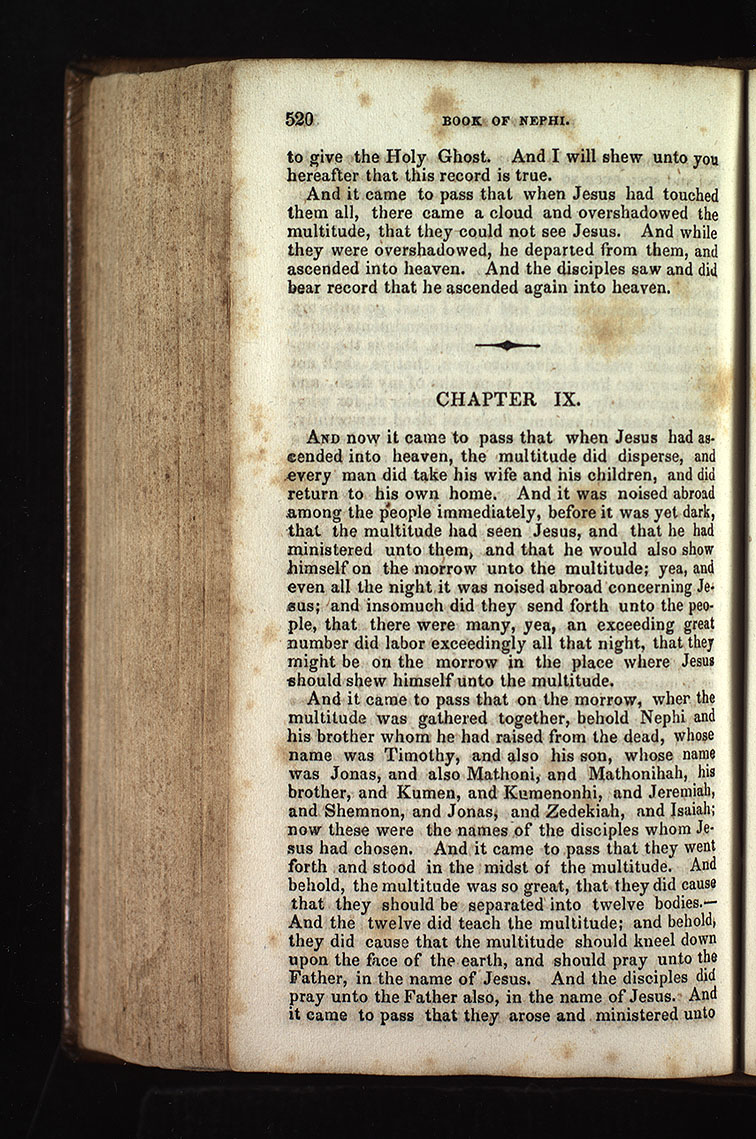 520 BOOK OF NEPHI.
to give the Holy Ghost. And I will shew unto you
hereafter that this record is true.
And it came to pass that when Jesus had touched
them all, there came a cloud and overshadowed the
multitude, that they could not see Jesus. And while
they were overshadowed, he departed from them, and
ascended into heaven. And the disciples saw and did
bear record that he ascended again into heaven.
CHAPTER IX.
AND now it came to pass that when Jesus had as-
cended into heaven, the multitude did disperse, and
every man did take his wife and his children, and did
return to his own home. And it was noised abroad
among the people immediately, before it was yet dark,
that the multitude had seen Jesus, and that he had
ministered unto them, and that he would also show
himself on the morrow unto the multitude; yea, and
even all the night it was noised abroad concerning Je-
sus; and insomuch did they send forth unto the peo-
ple, that there were many, yea, an exceeding great
number did labor exceedingly all that night, that they
might be on the morrow in the place where Jesus
should shew himself unto the multitude.
And it came to pass that on the morrow, wher the
multitude was gathered together, behold Nephi and
his brother whom he had raised from the dead, whose
name was Timothy, and also his son, whose name
was Jonas, and also Mathoni, and Mathonihah, his
brother, and Kumen, and Kumenonhi, and Jeremiah,
and Shemnon, and Jonas, and Zedekiah, and Isaiah;
now these were the names of the disciples whom Je-
sus had chosen. And it came to pass that they went
forth and stood in the midst of the multitude. And
behold, the multitude was so great, that they did cause
that they should be separated into twelve bodies.—
And the twelve did teach the multitude; and behold,
they did cause that the multitude should kneel down
upon the face of the earth, and should pray unto the
Father, in the name of Jesus. And the disciples did
pray unto the Father also, in the name of Jesus. And
it came to pass that they arose and ministered unto